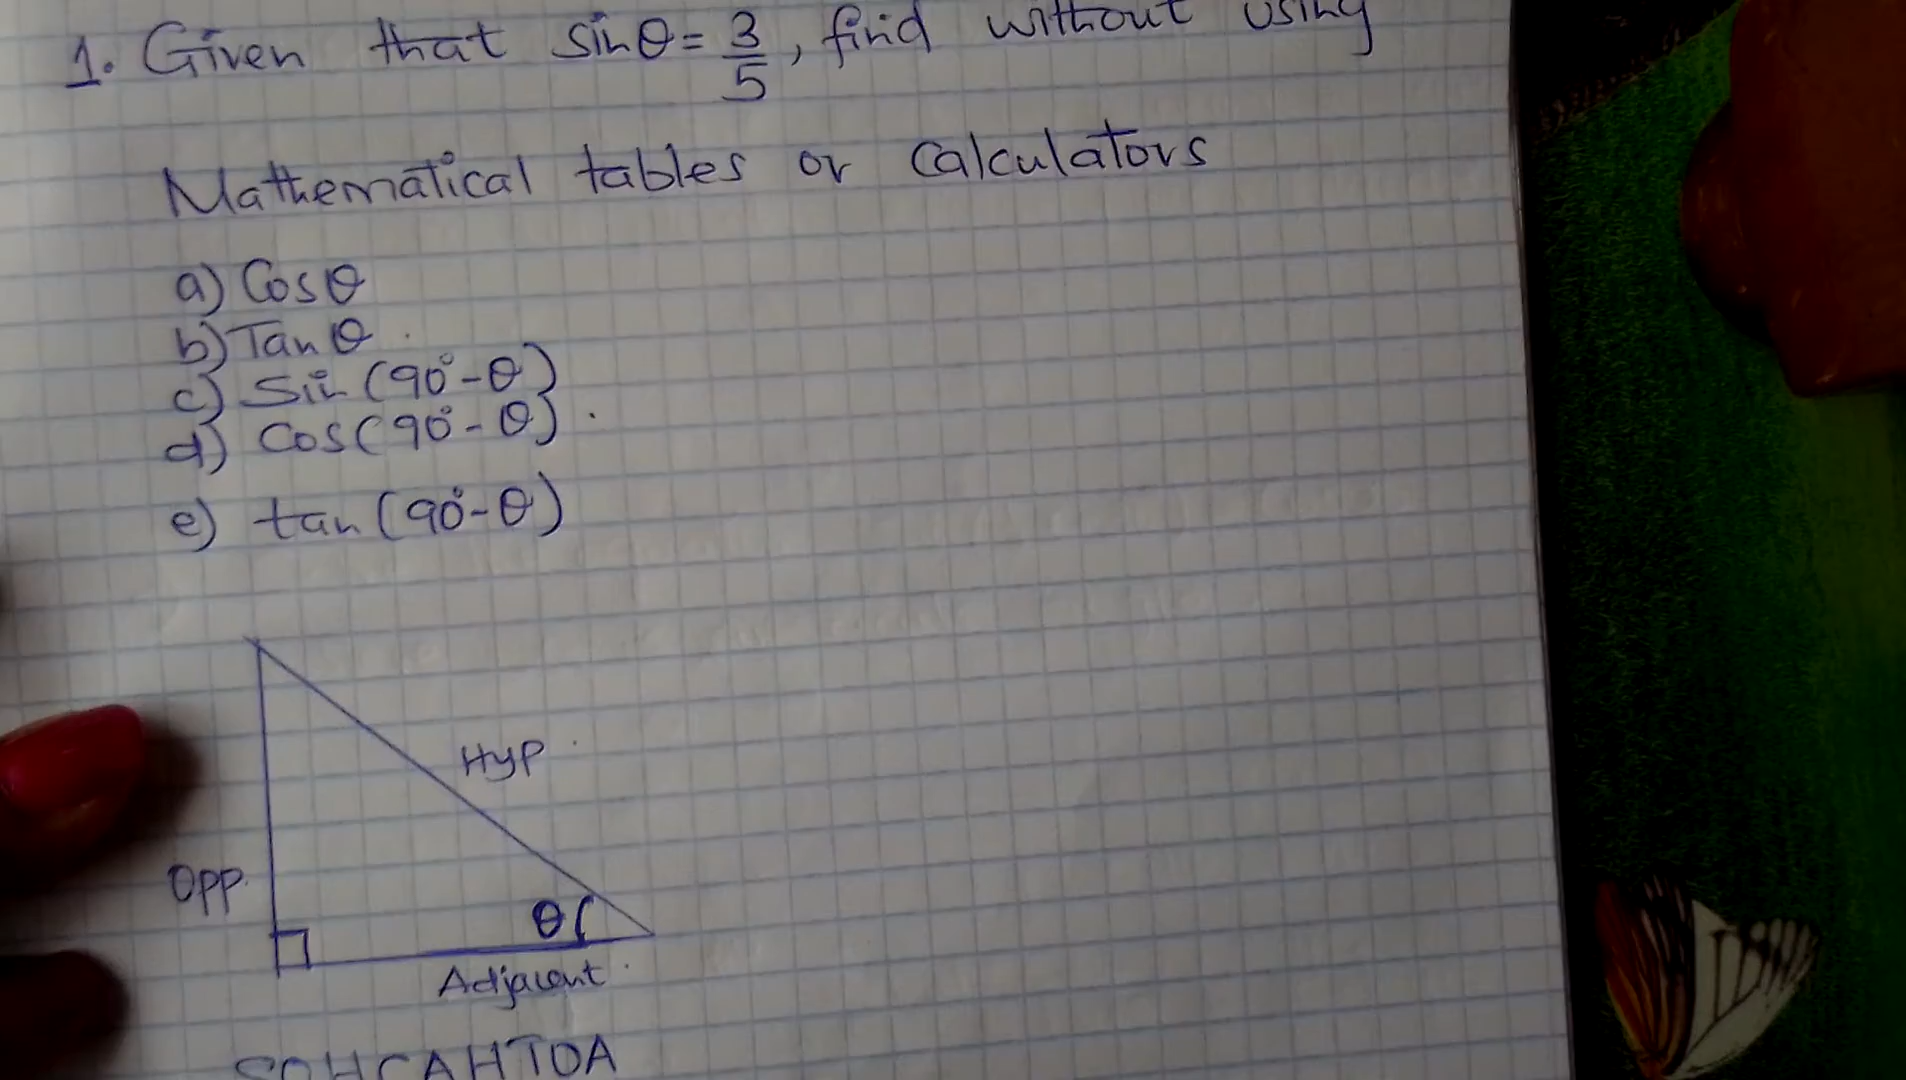 1. Given that sinθ = 3/5, find without using
Mathematical tables or calculators
a) Cosθ
b) Tanθ
c) Sin (90°-θ)
d) Cos(90°-θ)
e) tan (90°-θ)
Hyp
Opp
θ
Adjacent
SOHCAHTOA